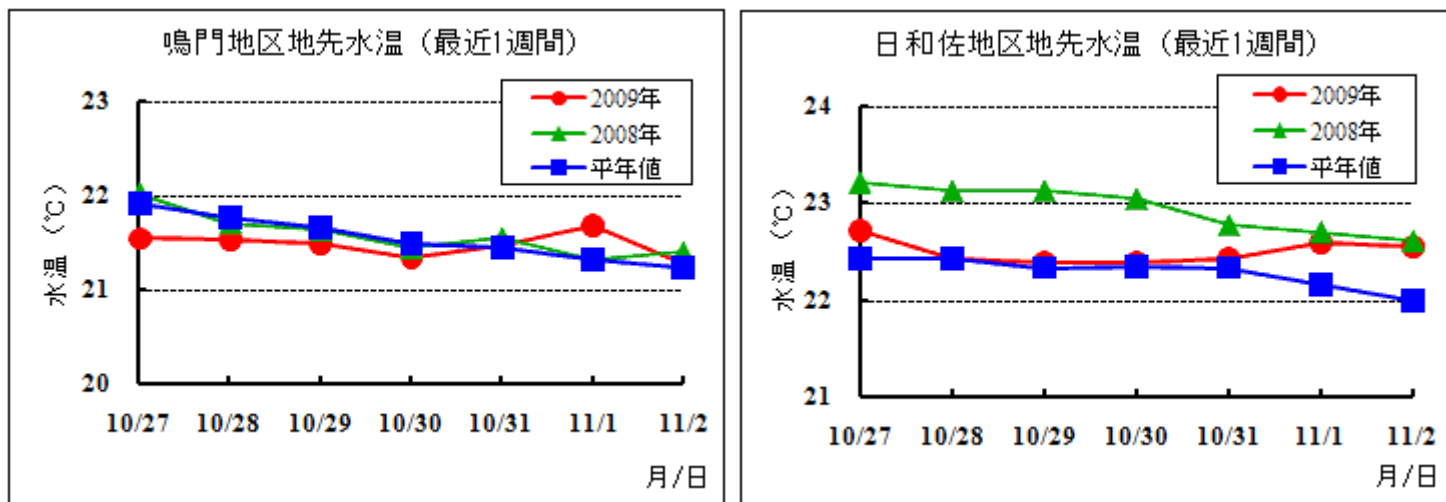 鳴門地区地先水温（最近1週間）
2009年
2008年
平年値
水温（℃）
23
22
21
20
10/27 10/28 10/29 10/30 10/31 11/1 11/2
月/日
日和佐地区地先水温（最近1週間）
2009年
2008年
平年値
水温（℃）
24
23
22
21
10/27 10/28 10/29 10/30 10/31 11/1 11/2
月/日